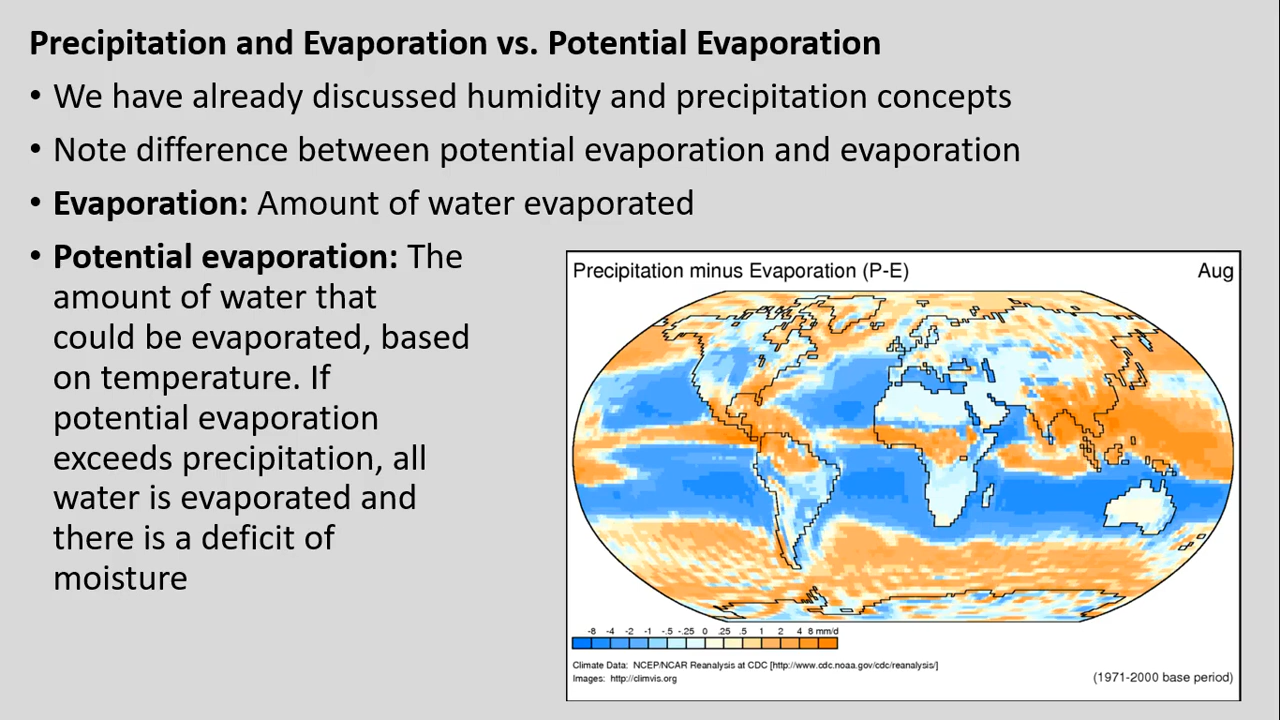 Precipitation and Evaporation vs. Potential Evaporation
• We have already discussed humidity and precipitation concepts
• Note difference between potential evaporation and evaporation
• Evaporation: Amount of water evaporated
• Potential evaporation: The
amount of water that
could be evaporated, based
on temperature. If
potential evaporation
exceeds precipitation, all
water is evaporated and
there is a deficit of
moisture
Precipitation minus Evaporation (P-E) Aug
-8 -4 -2 -1 -.5 -.25 0 .25 .5 1 2 4 8 mm/d
Climate Data: NCEP/NCAR Reanalysis at CDC [http://www.cdc.noaa.gov/cdc/reanalysis/]
Images: http://climvis.org (1971-2000 base period)